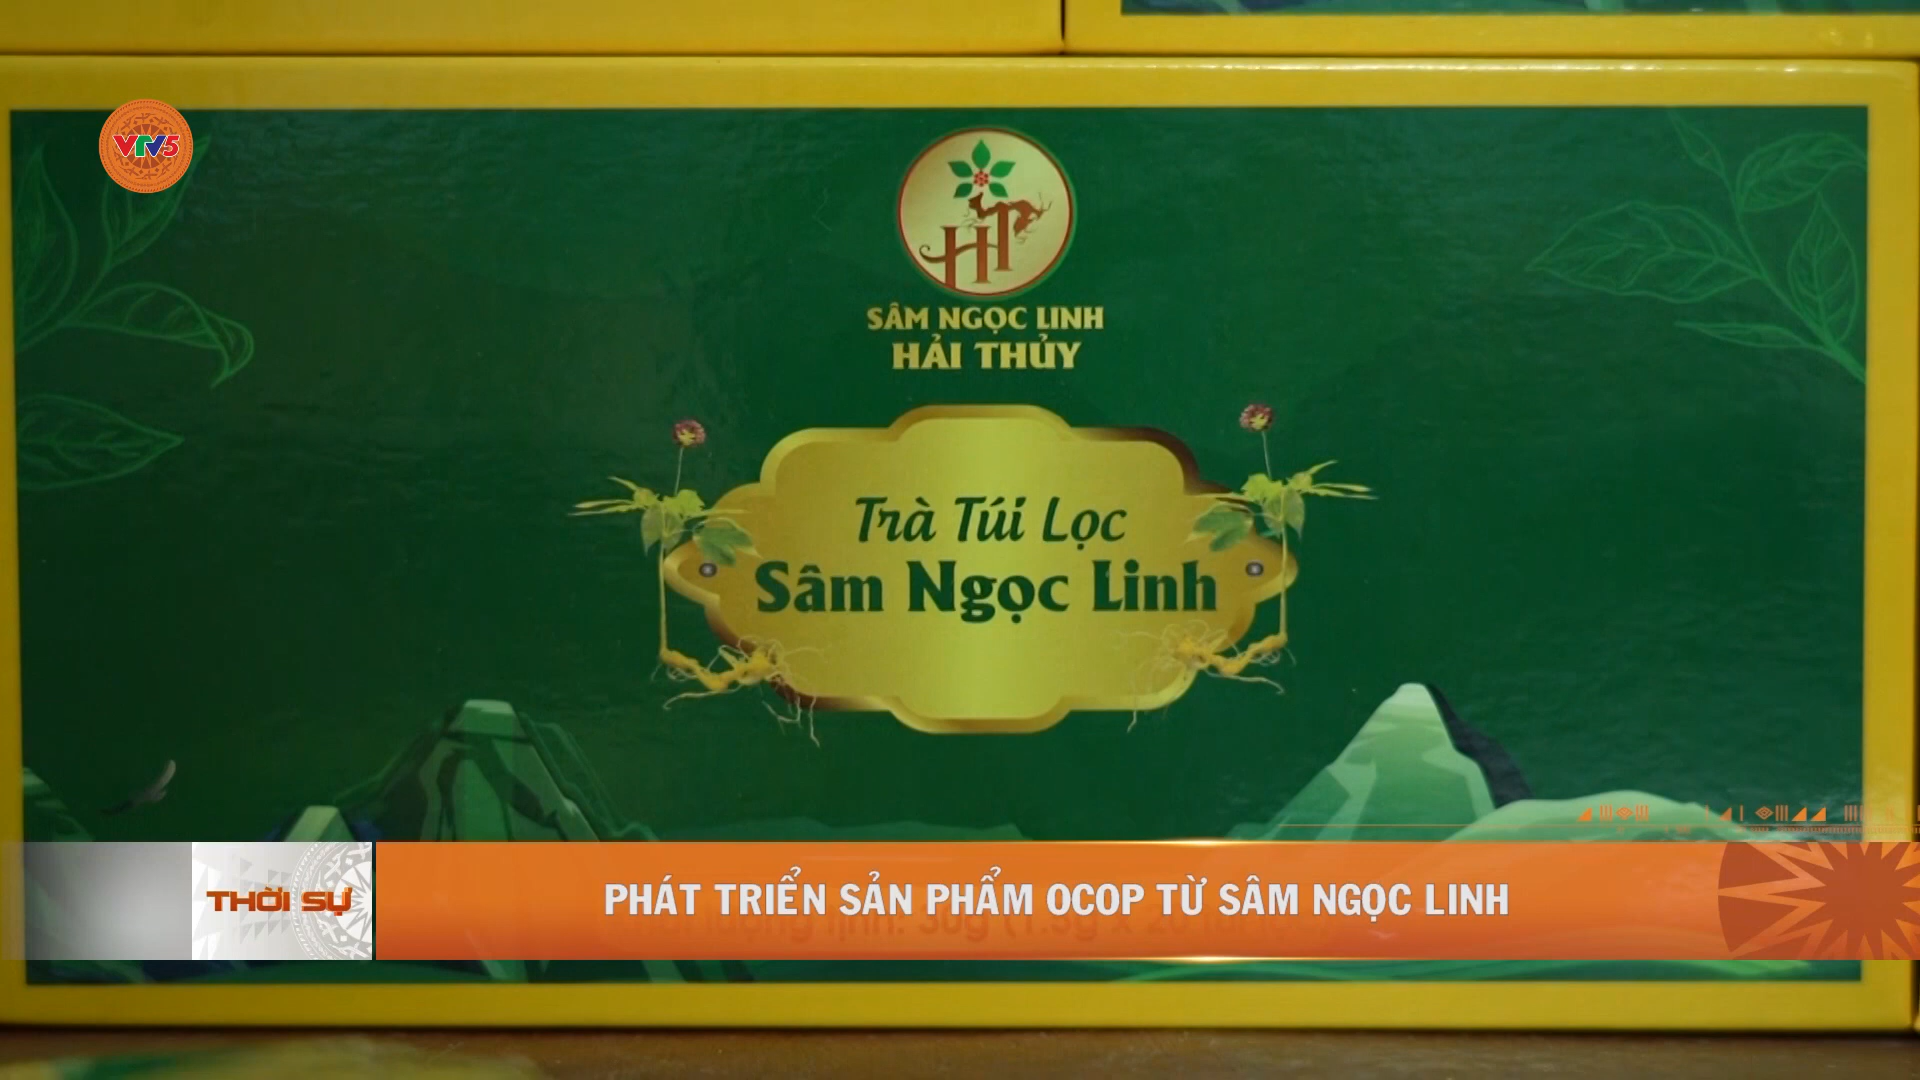 VTV5
HT
SÂM NGỌC LINH
HẢI THỦY
Trà Túi Lọc
Sâm Ngọc Linh
THỜI SỰ
PHÁT TRIỂN SẢN PHẨM OCOP TỪ SÂM NGỌC LINH